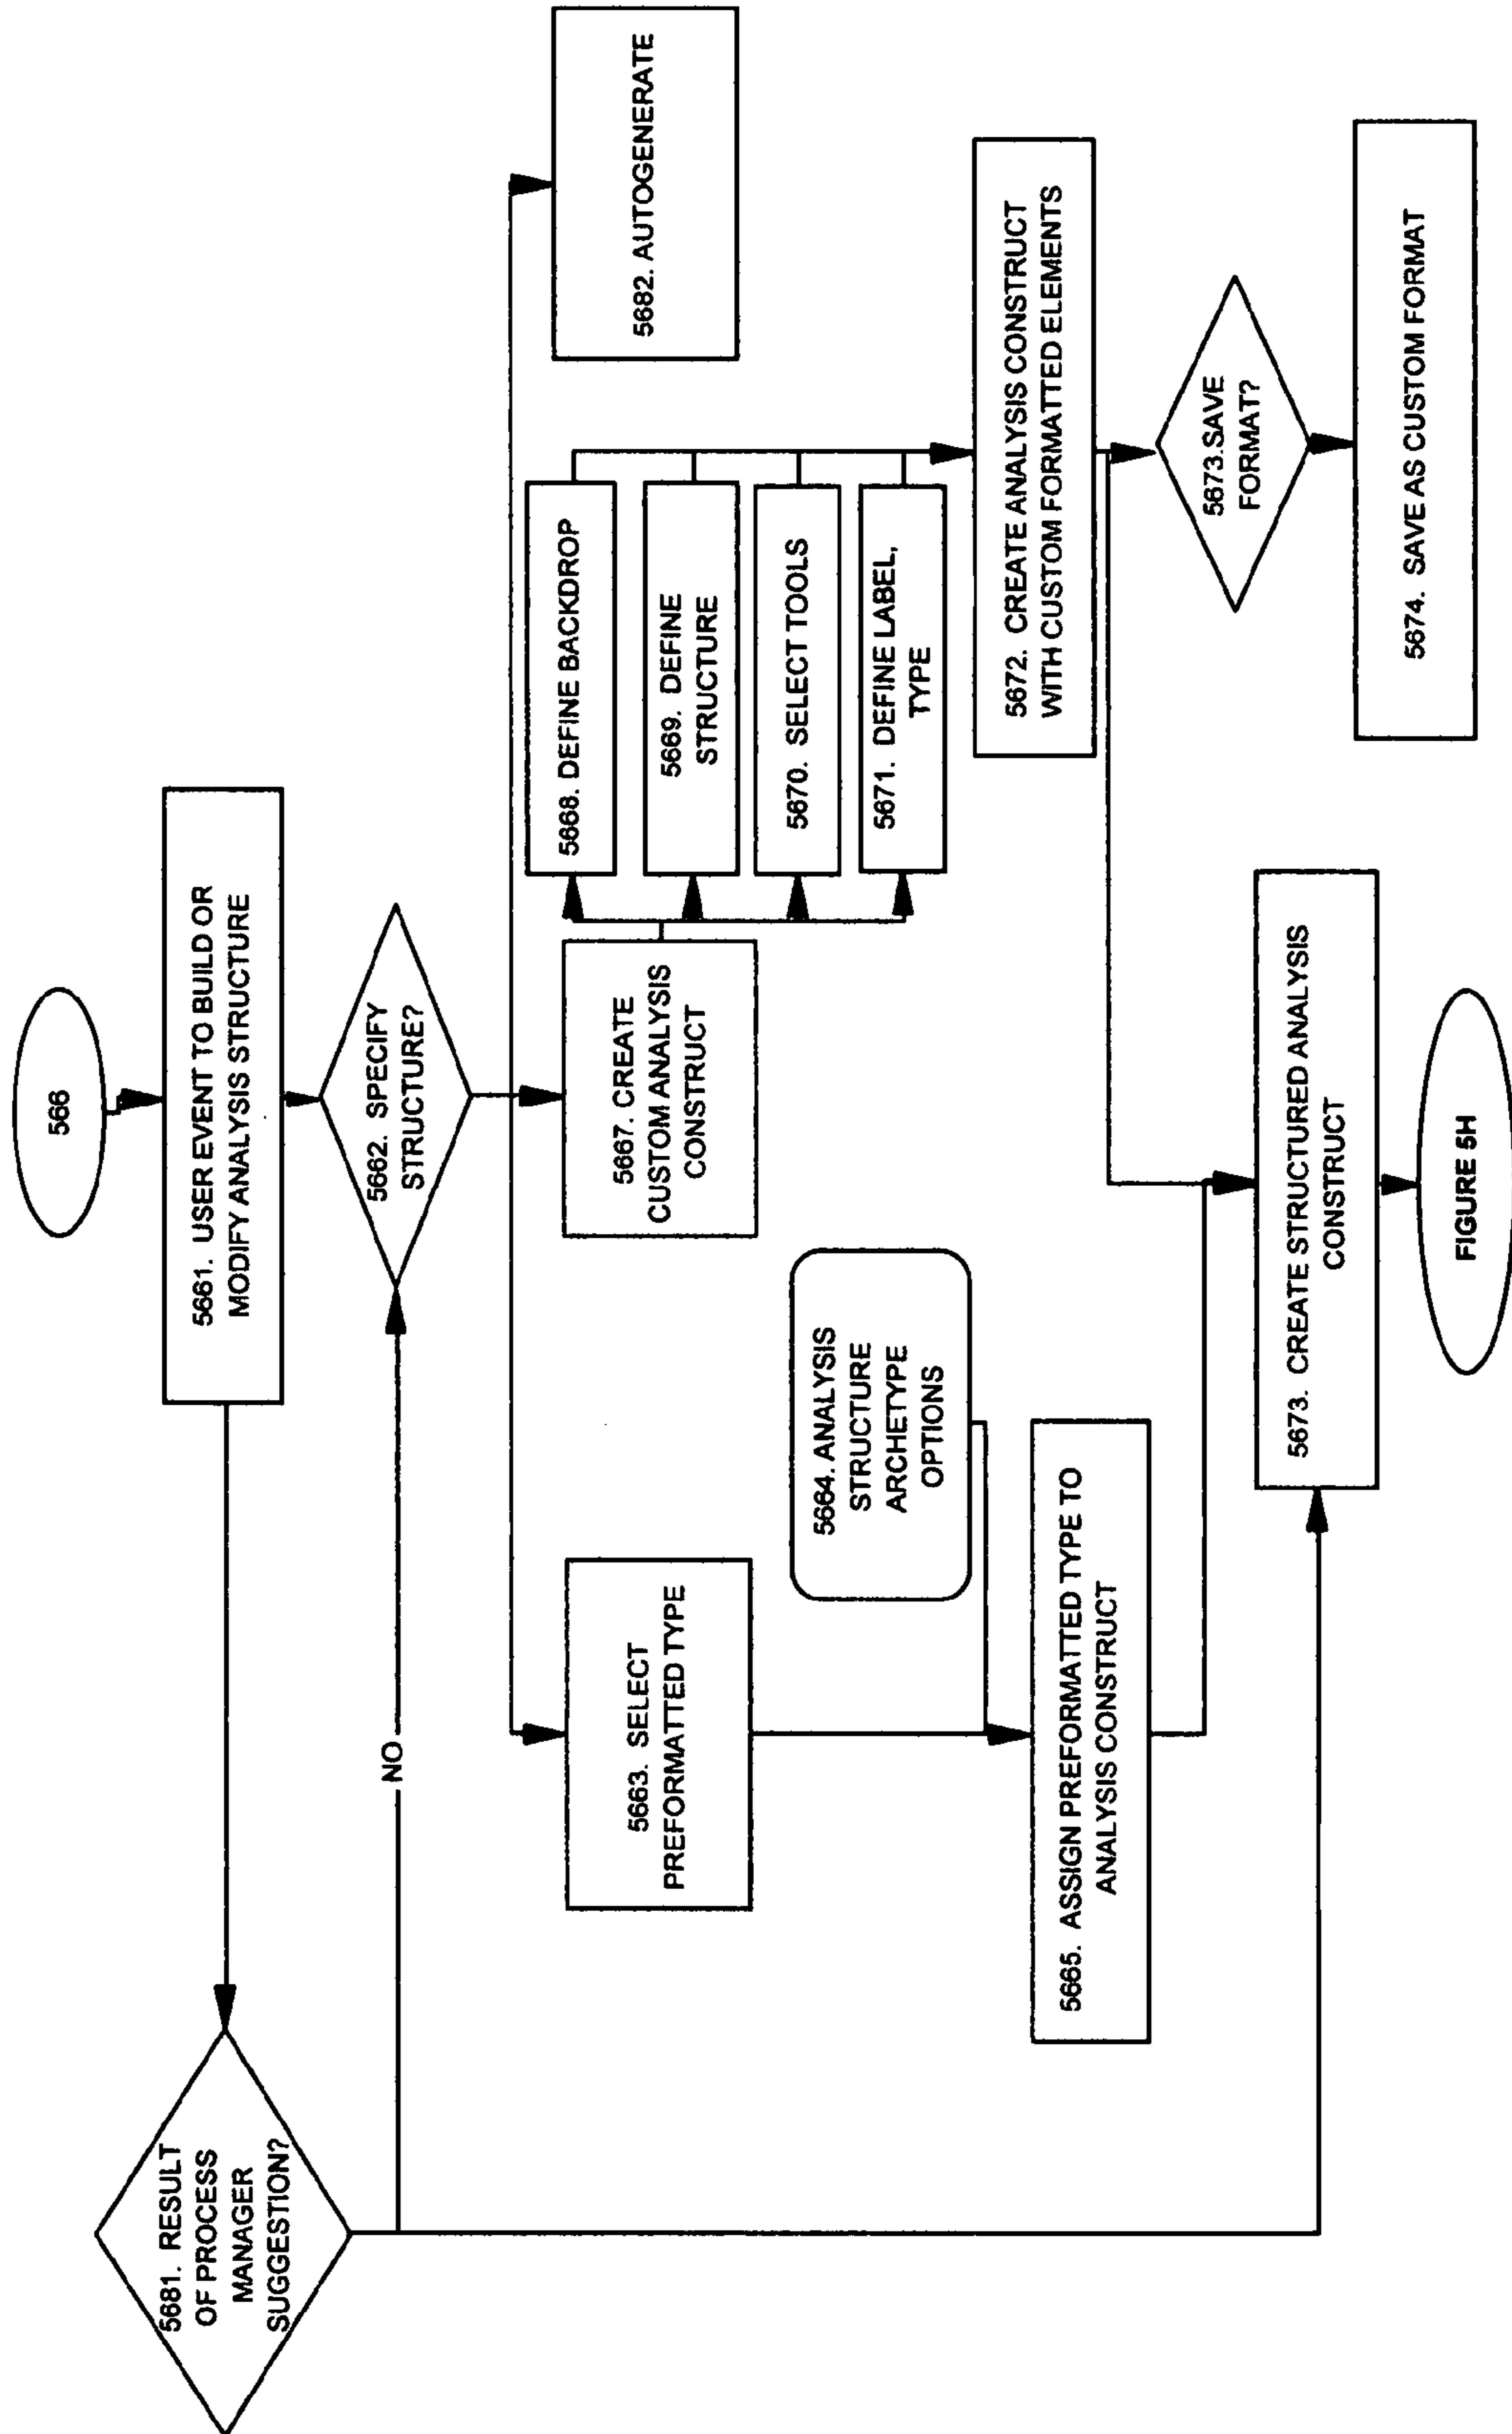 566
5661. USER EVENT TO BUILD OR
MODIFY ANALYSIS STRUCTURE
5681. RESULT
OF PROCESS
MANAGER
SUGGESTION?
NO
5662. SPECIFY
STRUCTURE?
5663. SELECT
PREFORMATTED TYPE
5667. CREATE
CUSTOM ANALYSIS
CONSTRUCT
5682. AUTOGENERATE
5668. DEFINE BACKDROP
5669. DEFINE
STRUCTURE
5670. SELECT TOOLS
5671. DEFINE LABEL,
TYPE
5664. ANALYSIS
STRUCTURE
ARCHETYPE
OPTIONS
5665. ASSIGN PREFORMATTED TYPE TO
ANALYSIS CONSTRUCT
5672. CREATE ANALYSIS CONSTRUCT
WITH CUSTOM FORMATTED ELEMENTS
5673.SAVE
FORMAT?
5674. SAVE AS CUSTOM FORMAT
5673. CREATE STRUCTURED ANALYSIS
CONSTRUCT
FIGURE 5H